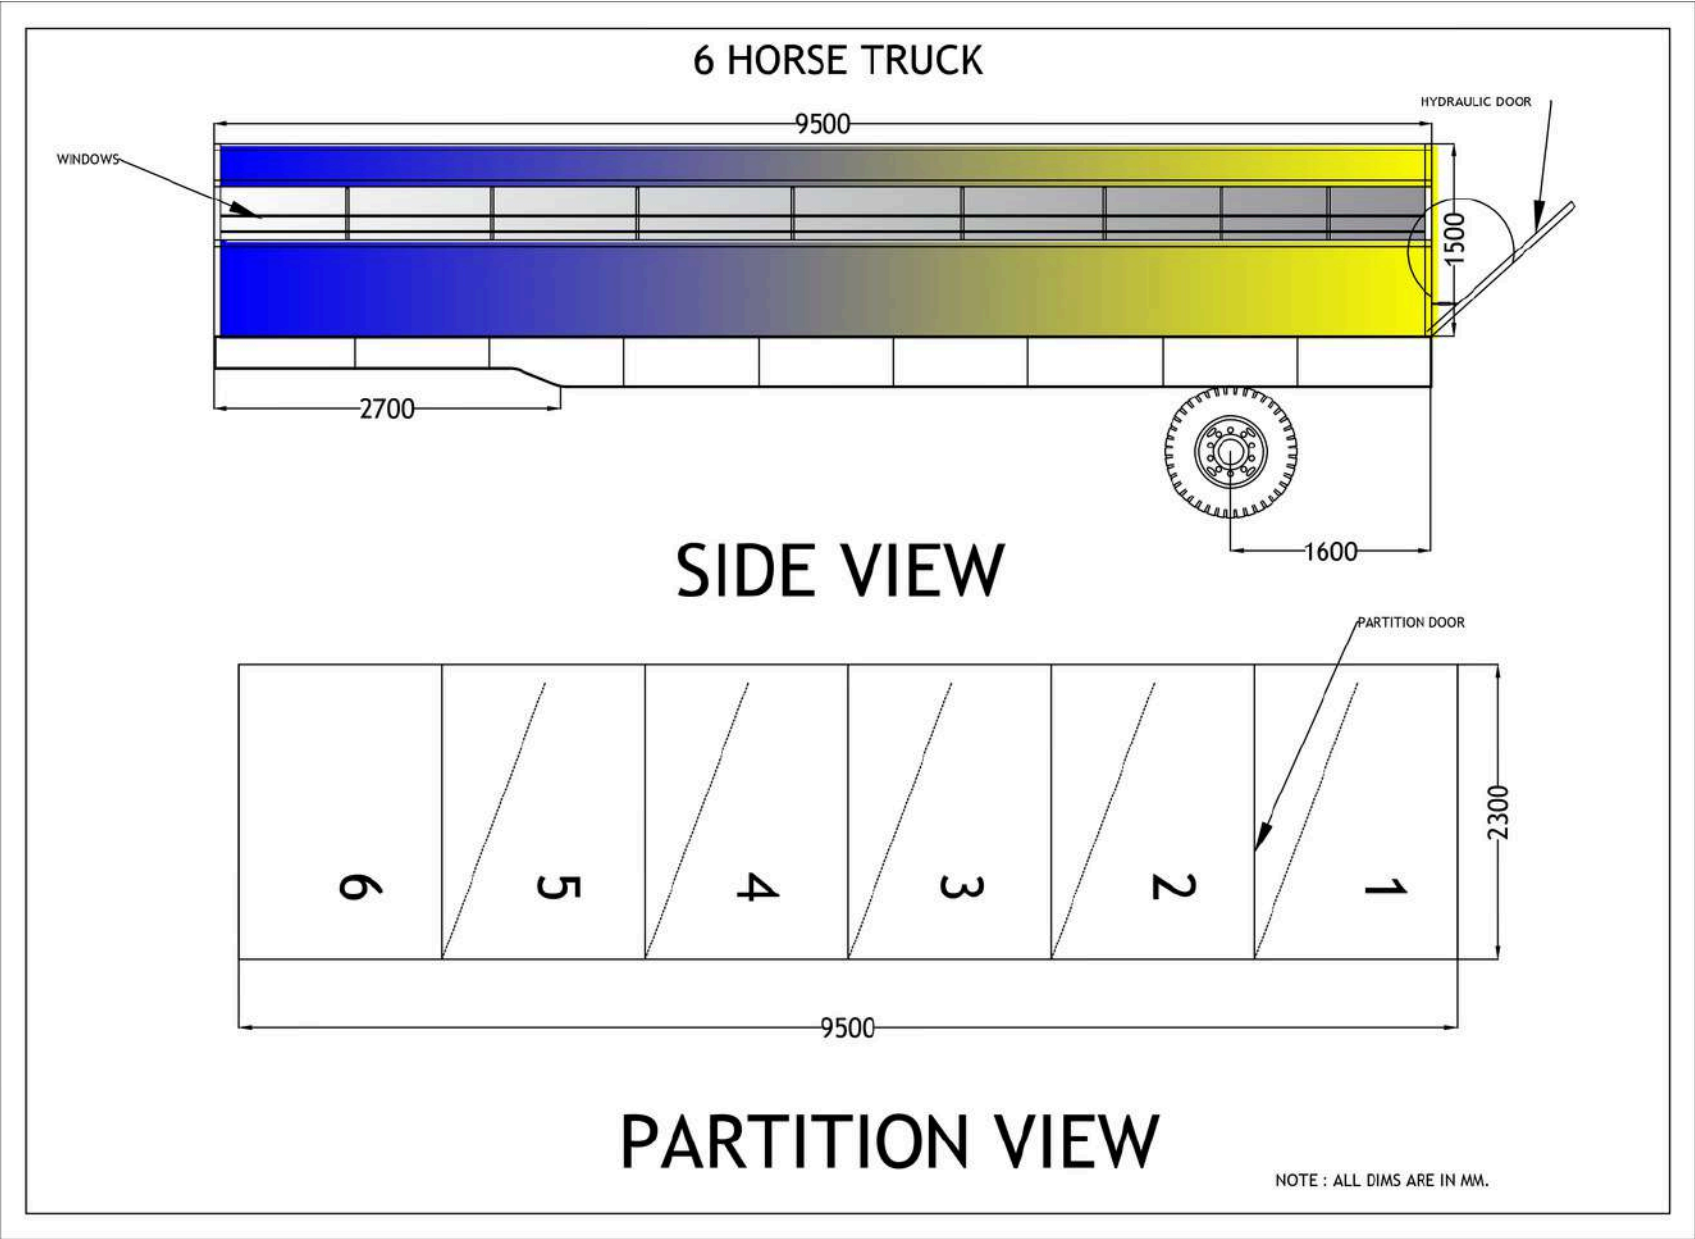 6 HORSE TRUCK
HYDRAULIC DOOR
9500
WINDOWS
1500
2700
1600
SIDE VIEW
PARTITION DOOR
2300
6 5 4 3 2 1
9500
PARTITION VIEW
NOTE : ALL DIMS ARE IN MM.